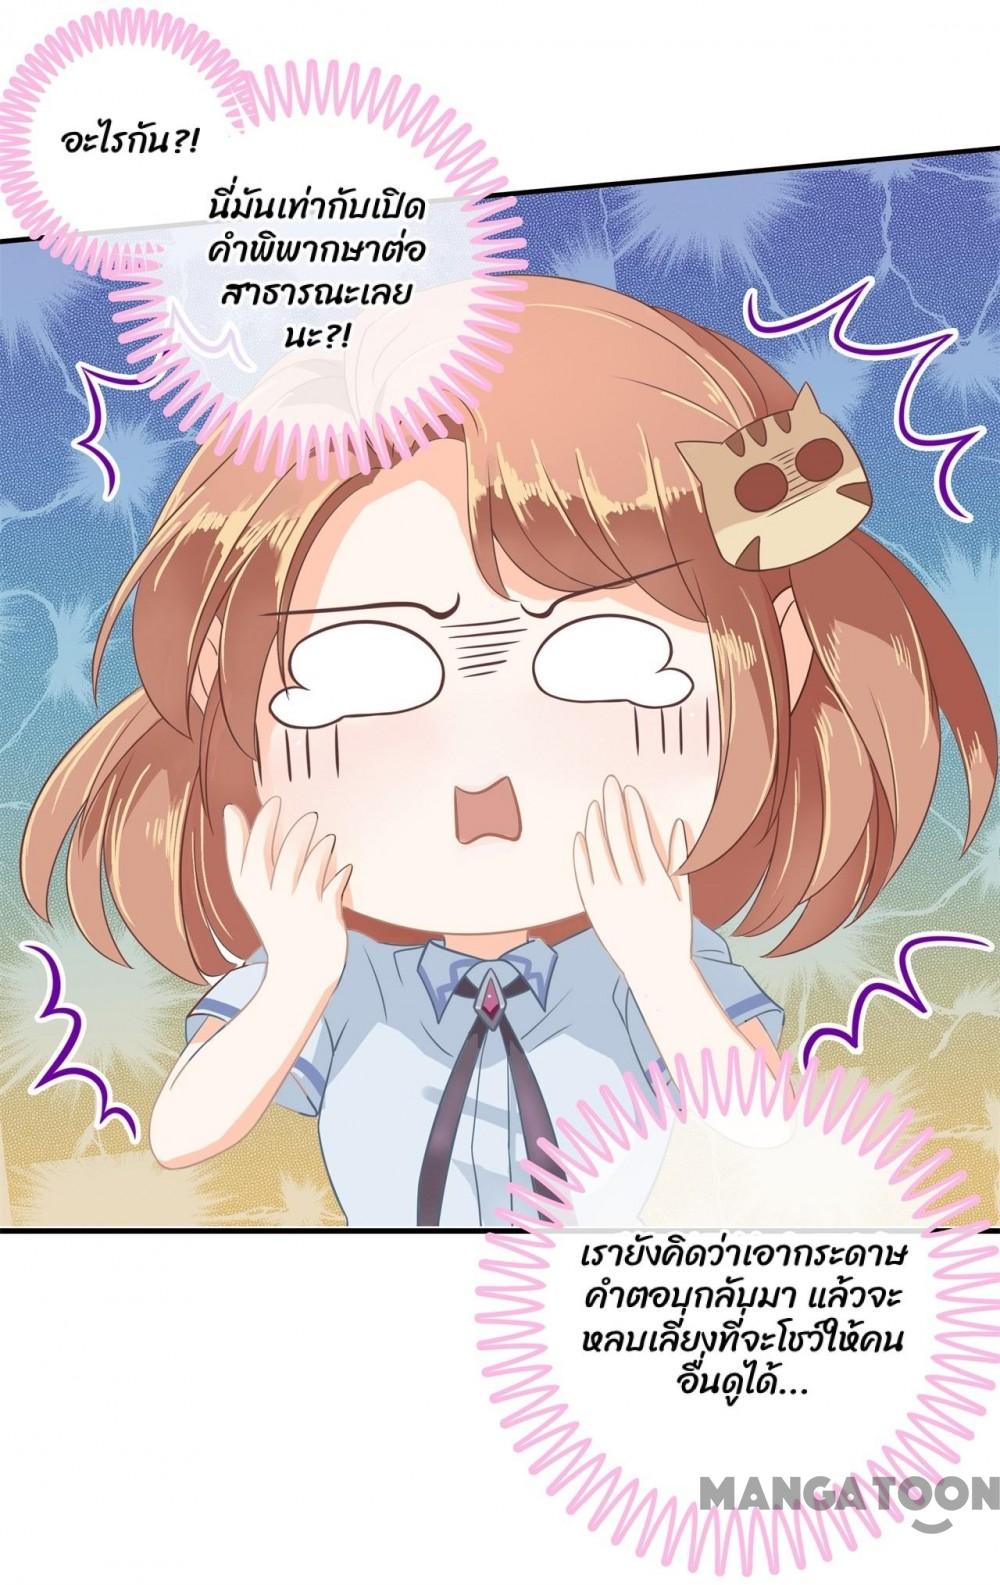 อะไรกัน?!
นี่มันเท่ากับเปิด
คำพิพากษาต่อ
สาธารณะเลย
นะ?!
เรายังคิดว่าเอากระดาษ
คำตอบกลับมา แล้วจะ
หลบเลี่ยงที่จะโชว์ให้คน
อื่นดูได้...
MANGATOON